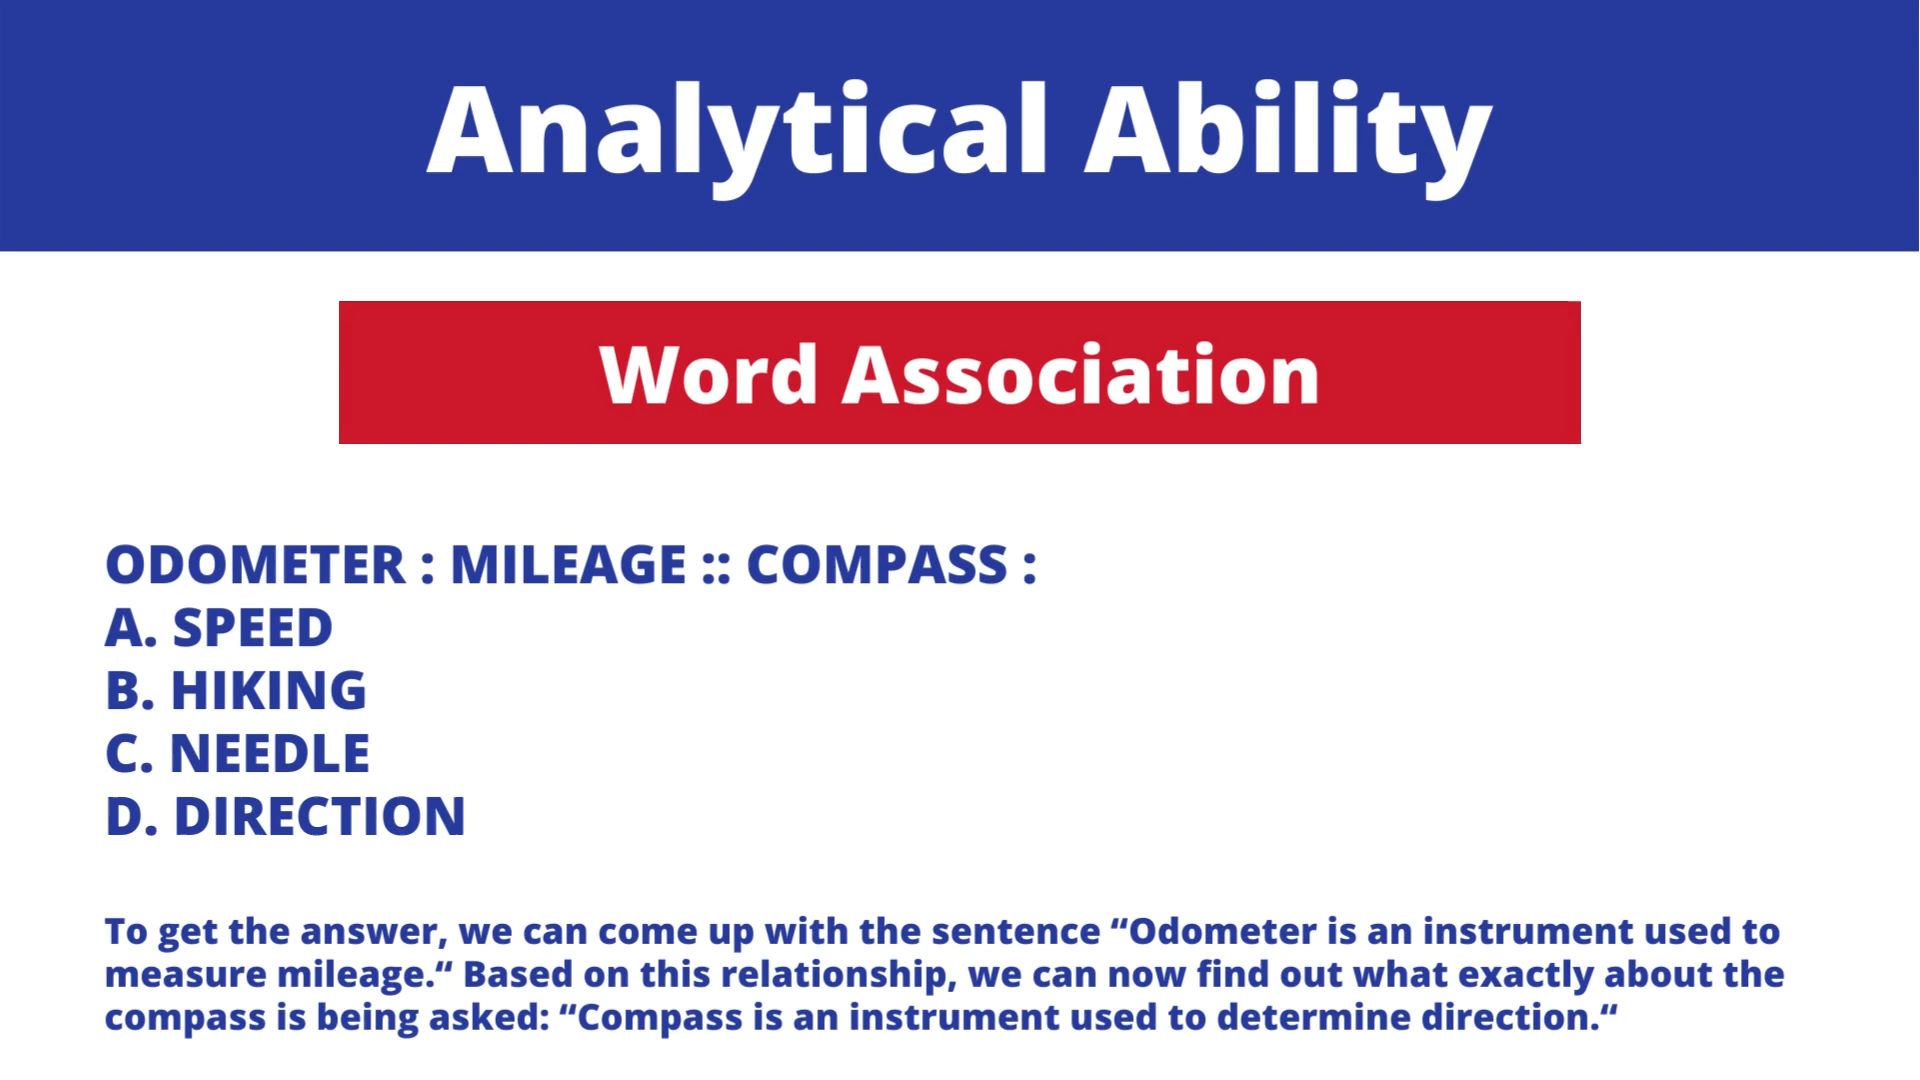 Analytical Ability
Word Association
ODOMETER : MILEAGE :: COMPASS :
A. SPEED
B. HIKING
C. NEEDLE
D. DIRECTION
To get the answer, we can come up with the sentence “Odometer is an instrument used to
measure mileage.“ Based on this relationship, we can now find out what exactly about the
compass is being asked: “Compass is an instrument used to determine direction.“